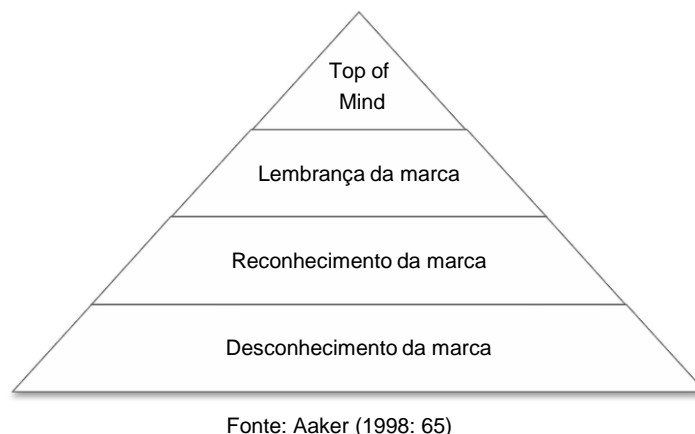 Top of
Mind
Lembrança da marca
Reconhecimento da marca
Desconhecimento da marca
Fonte: Aaker (1998: 65)